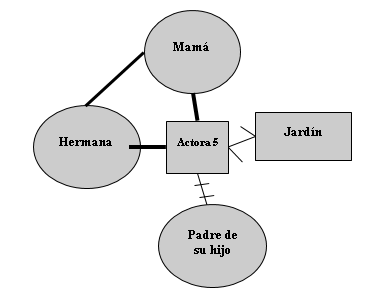 Mamá
Hermana
Actora 5
Jardín
Padre de
su hijo